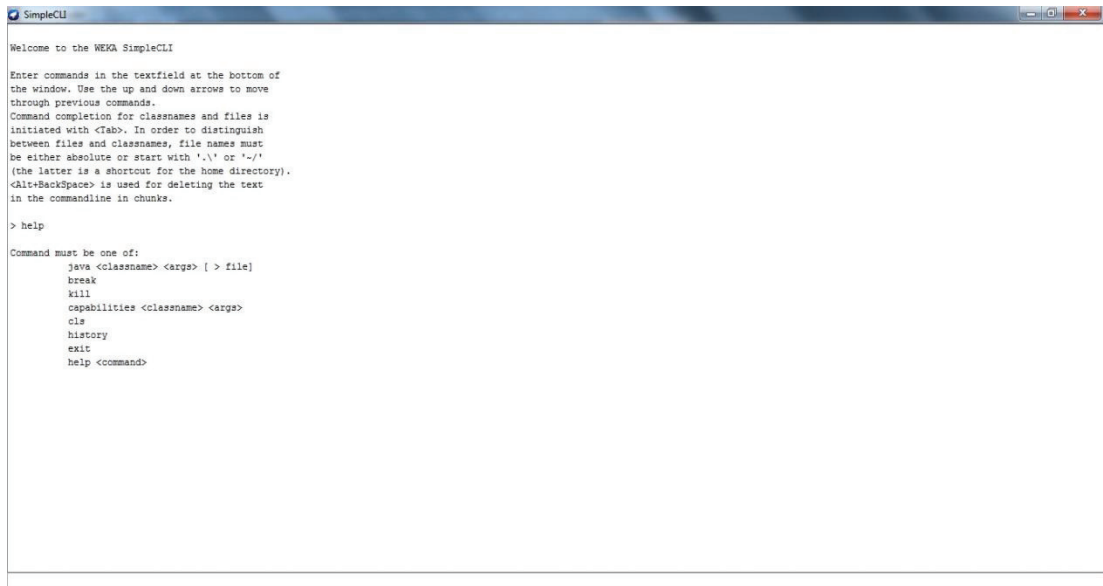 SimpleCLI
Welcome to the WEKA SimpleCLI
Enter commands in the textfield at the bottom of
the window. Use the up and down arrows to move
through previous commands.
Command completion for classnames and files is
initiated with <Tab>. In order to distinguish
between files and classnames, file names must
be either absolute or start with '.\' or '~/'
(the latter is a shortcut for the home directory).
<Alt+BackSpace> is used for deleting the text
in the commandline in chunks.
> help
Command must be one of:
java <classname> <args> [ > file]
break
kill
capabilities <classname> <args>
cls
history
exit
help <command>